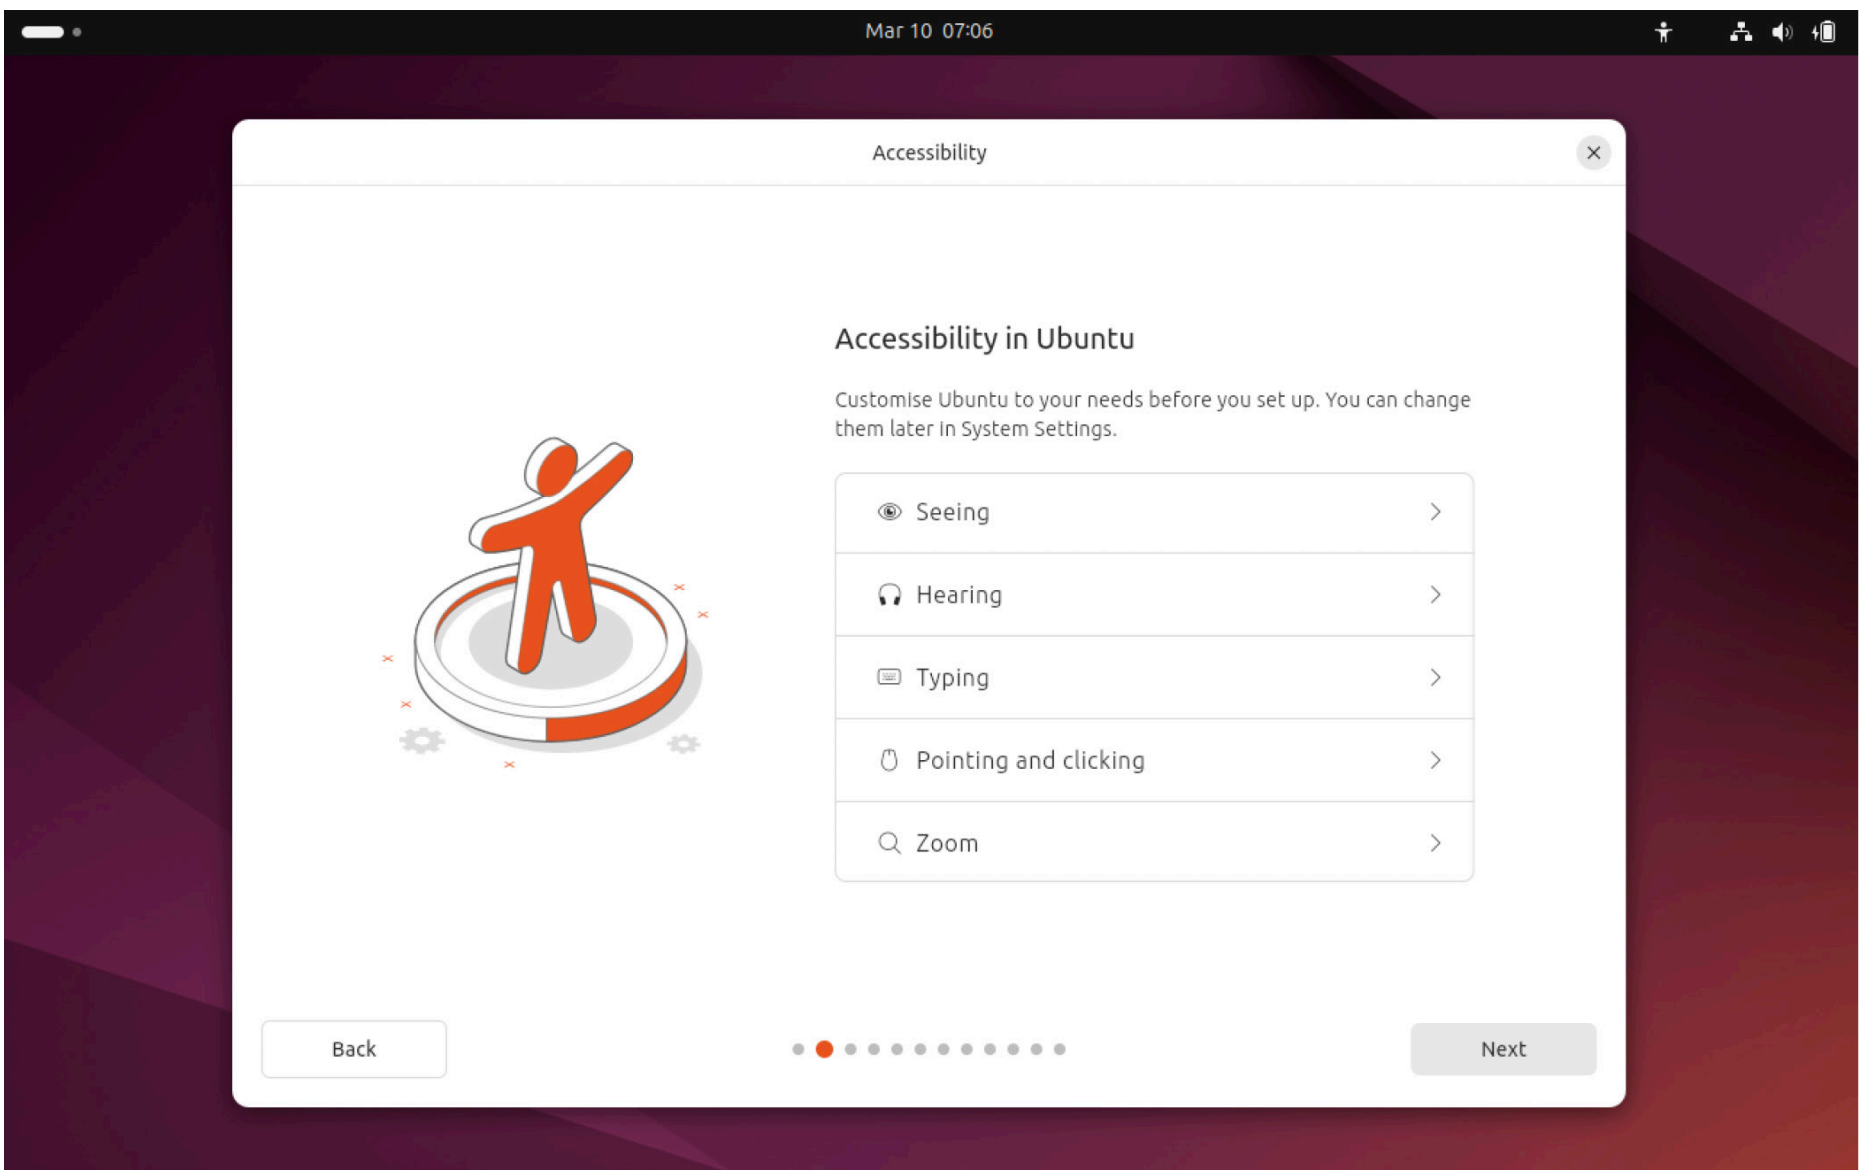 Mar 10 07:06
Accessibility
Accessibility in Ubuntu
Customise Ubuntu to your needs before you set up. You can change
them later in System Settings.
Seeing
Hearing
Typing
Pointing and clicking
Zoom
Back
Next